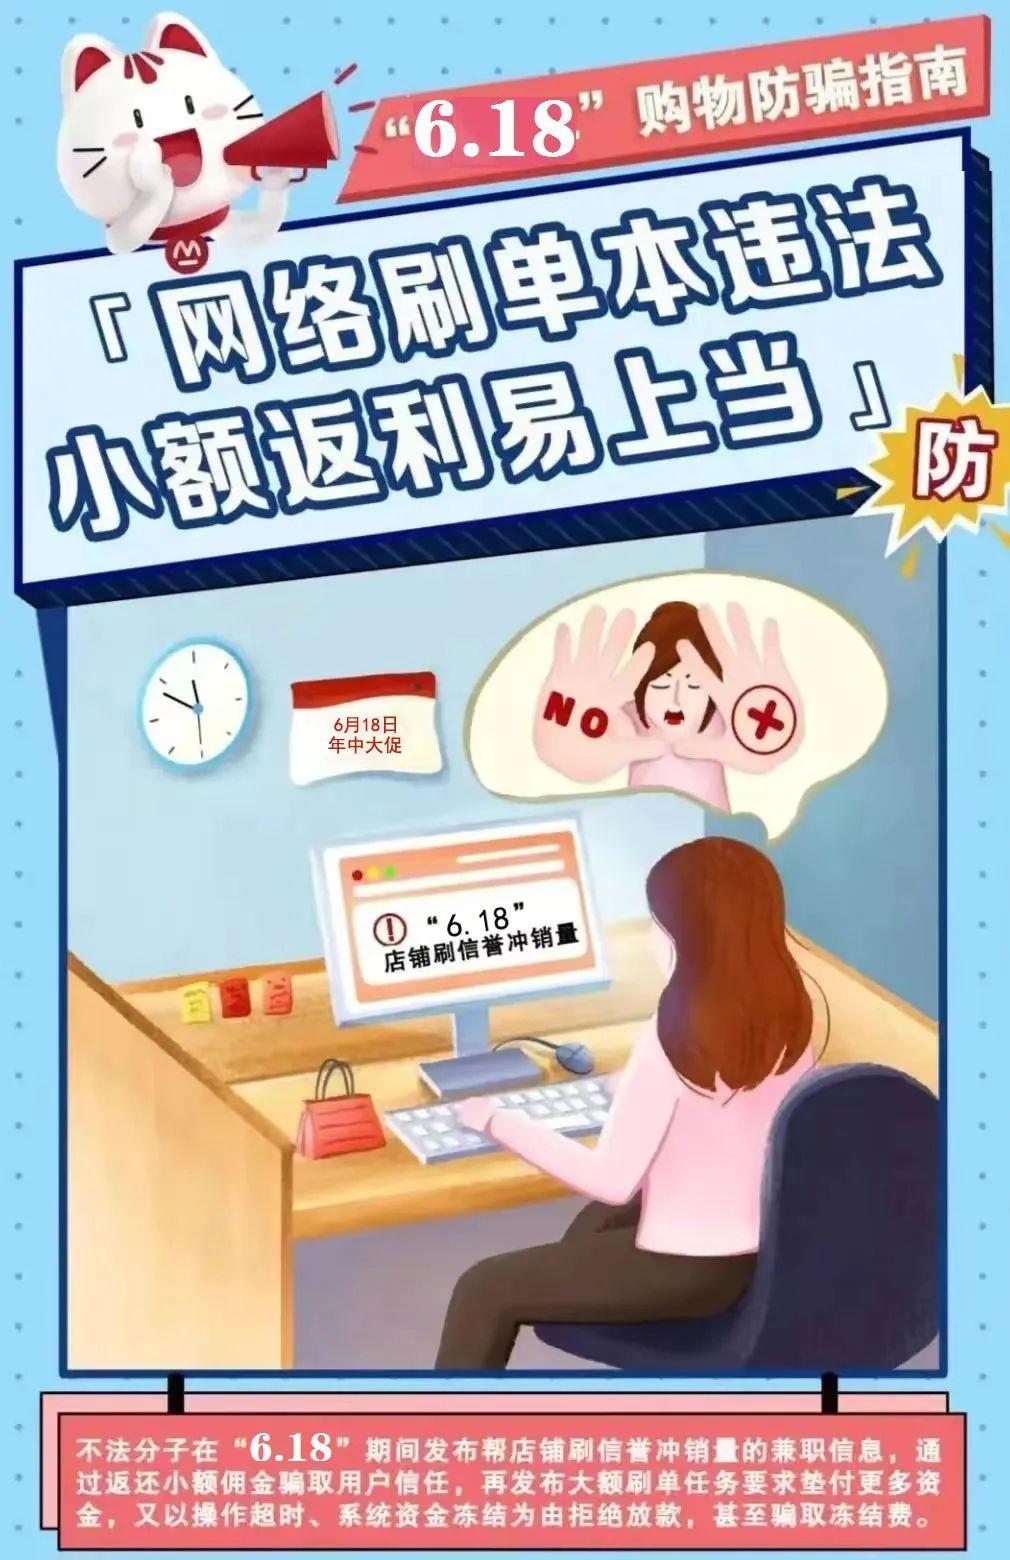 “6.18”购物防骗指南
「网络刷单本违法
小额返利易上当」
防
6月18日
年中大促
NO
“6.18”
店铺刷信誉冲销量
不法分子在“6.18”期间发布帮店铺刷信誉冲销量的兼职信息，通
过返还小额佣金骗取用户信任，再发布大额刷单任务要求垫付更多资
金，又以操作超时、系统资金冻结为由拒绝放款，甚至骗取冻结费。